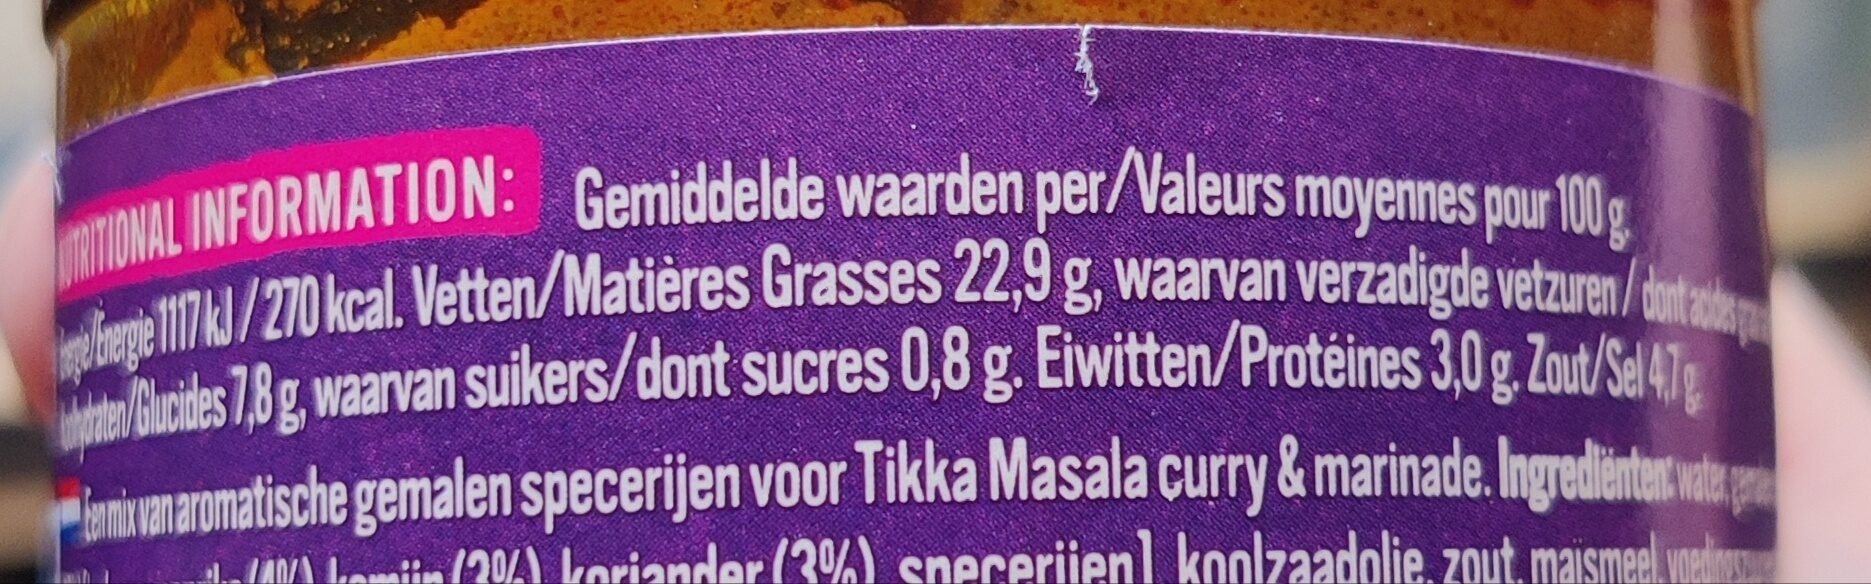 NUTRITIONAL INFORMATION: Gemiddelde waarden per/Valeurs moyennes pour 100 g.
Energie/Énergie 1117 kJ / 270 kcal. Vetten/Matières Grasses 22,9 g, waarvan verzadigde vetzuren / dont acides
/Glucides 7,8 g, waarvan suikers/dont sucres 0,8 g. Eiwitten/Protéines 3,0 g. Zout/Sel 4,7 g.
Een mix van aromatische gemalen specerijen voor Tikka Masala curry & marinade. Ingrediënten: water,
(4%) komijn (3%), koriander (3%), specerijen], koolzaadolie, zout, maïsmeel,